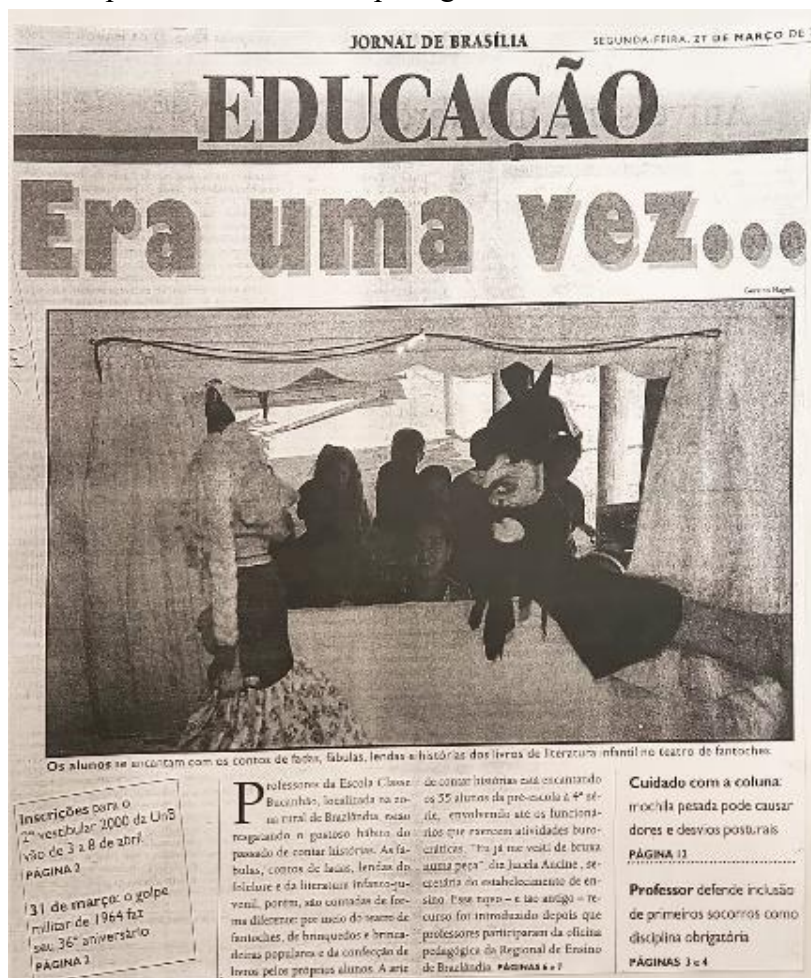 JORNAL DE BRASÍLIA
SEGUNDA-FEIRA, 27 DE MARÇO DE
EDUCAÇÃO
Era uma vez...
Os alunos se encantam com os contos de fadas, fábulas, lendas e histórias dos livros de literatura infantil no teatro de fantoches.
Inscrições para o
2º vestibular 2000 da UnB
vão de 3 a 8 de abril
PÁGINA 2
31 de março: o golpe
militar de 1964 faz
seu 36º aniversário
PÁGINA 2
Professores da Escola Classe
Bucanhão, localizada na zo-
na rural de Brazlândia, estão
resgatando o gostoso hábito do
passado de contar histórias. As fá-
bulas, contos de fadas, lendas do
folclore e da literatura infanto-ju-
venil, porém, são contadas de for-
ma diferente: por meio do teatro de
fantoches, de brinquedos e brinca-
deiras populares e da confecção de
livros pelos próprios alunos. A arte
de contar histórias está encantando
os 55 alunos da pré-escola à 4ª sé-
rie, envolvendo até os funcioná-
rios que exercem atividades buro-
cráticas. "Eu já me vesti de bruxa
numa peça", diz Jucela Ancine, se-
cretária do estabelecimento de en-
sino. Esse novo – e tão antigo – re-
curso foi introduzido depois que
professores participaram da oficina
pedagógica da Regional de Ensino
de Brazlândia. PÁGINAS 6 e 7
Cuidado com a coluna:
mochila pesada pode causar
dores e desvios posturais
PÁGINA 12
Professor defende inclusão
de primeiros socorros como
disciplina obrigatória
PÁGINAS 3 e 4